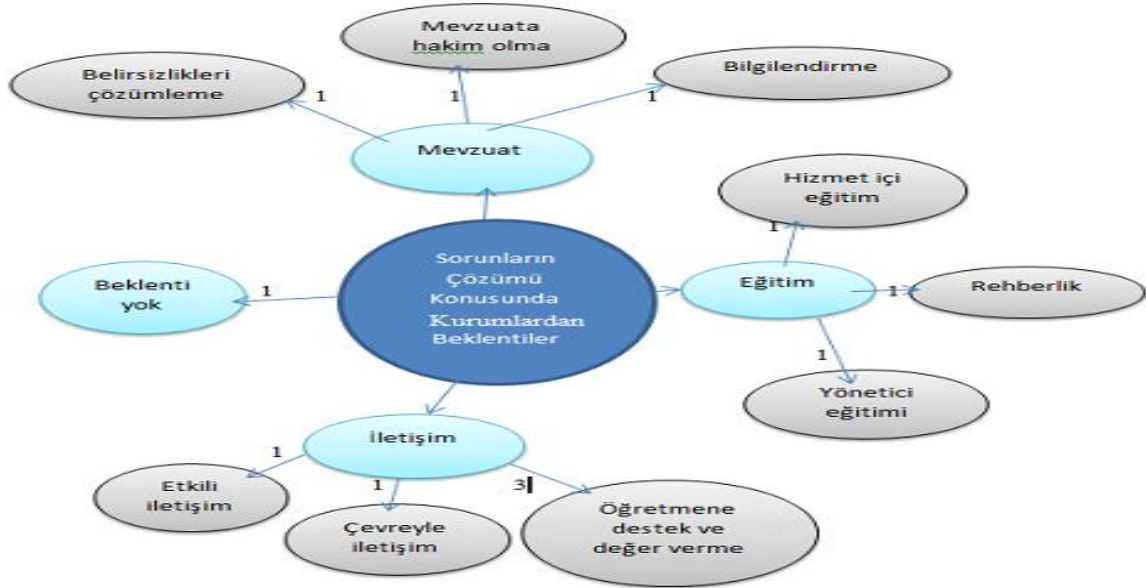 Mevzuata
hakim olma
Belirsizlikleri
çözümleme
Bilgilendirme
1
1
1
Mevzuat
Hizmet içi
eğitim
1
Sorunların
Çözümü
Konusunda
Kurumlardan
Beklentiler
Beklenti
yok
1
Eğitim
1
Rehberlik
1
Yönetici
eğitimi
İletişim
1
1
3
Etkili
iletişim
Çevreyle
iletişim
Öğretmene
destek ve
değer verme